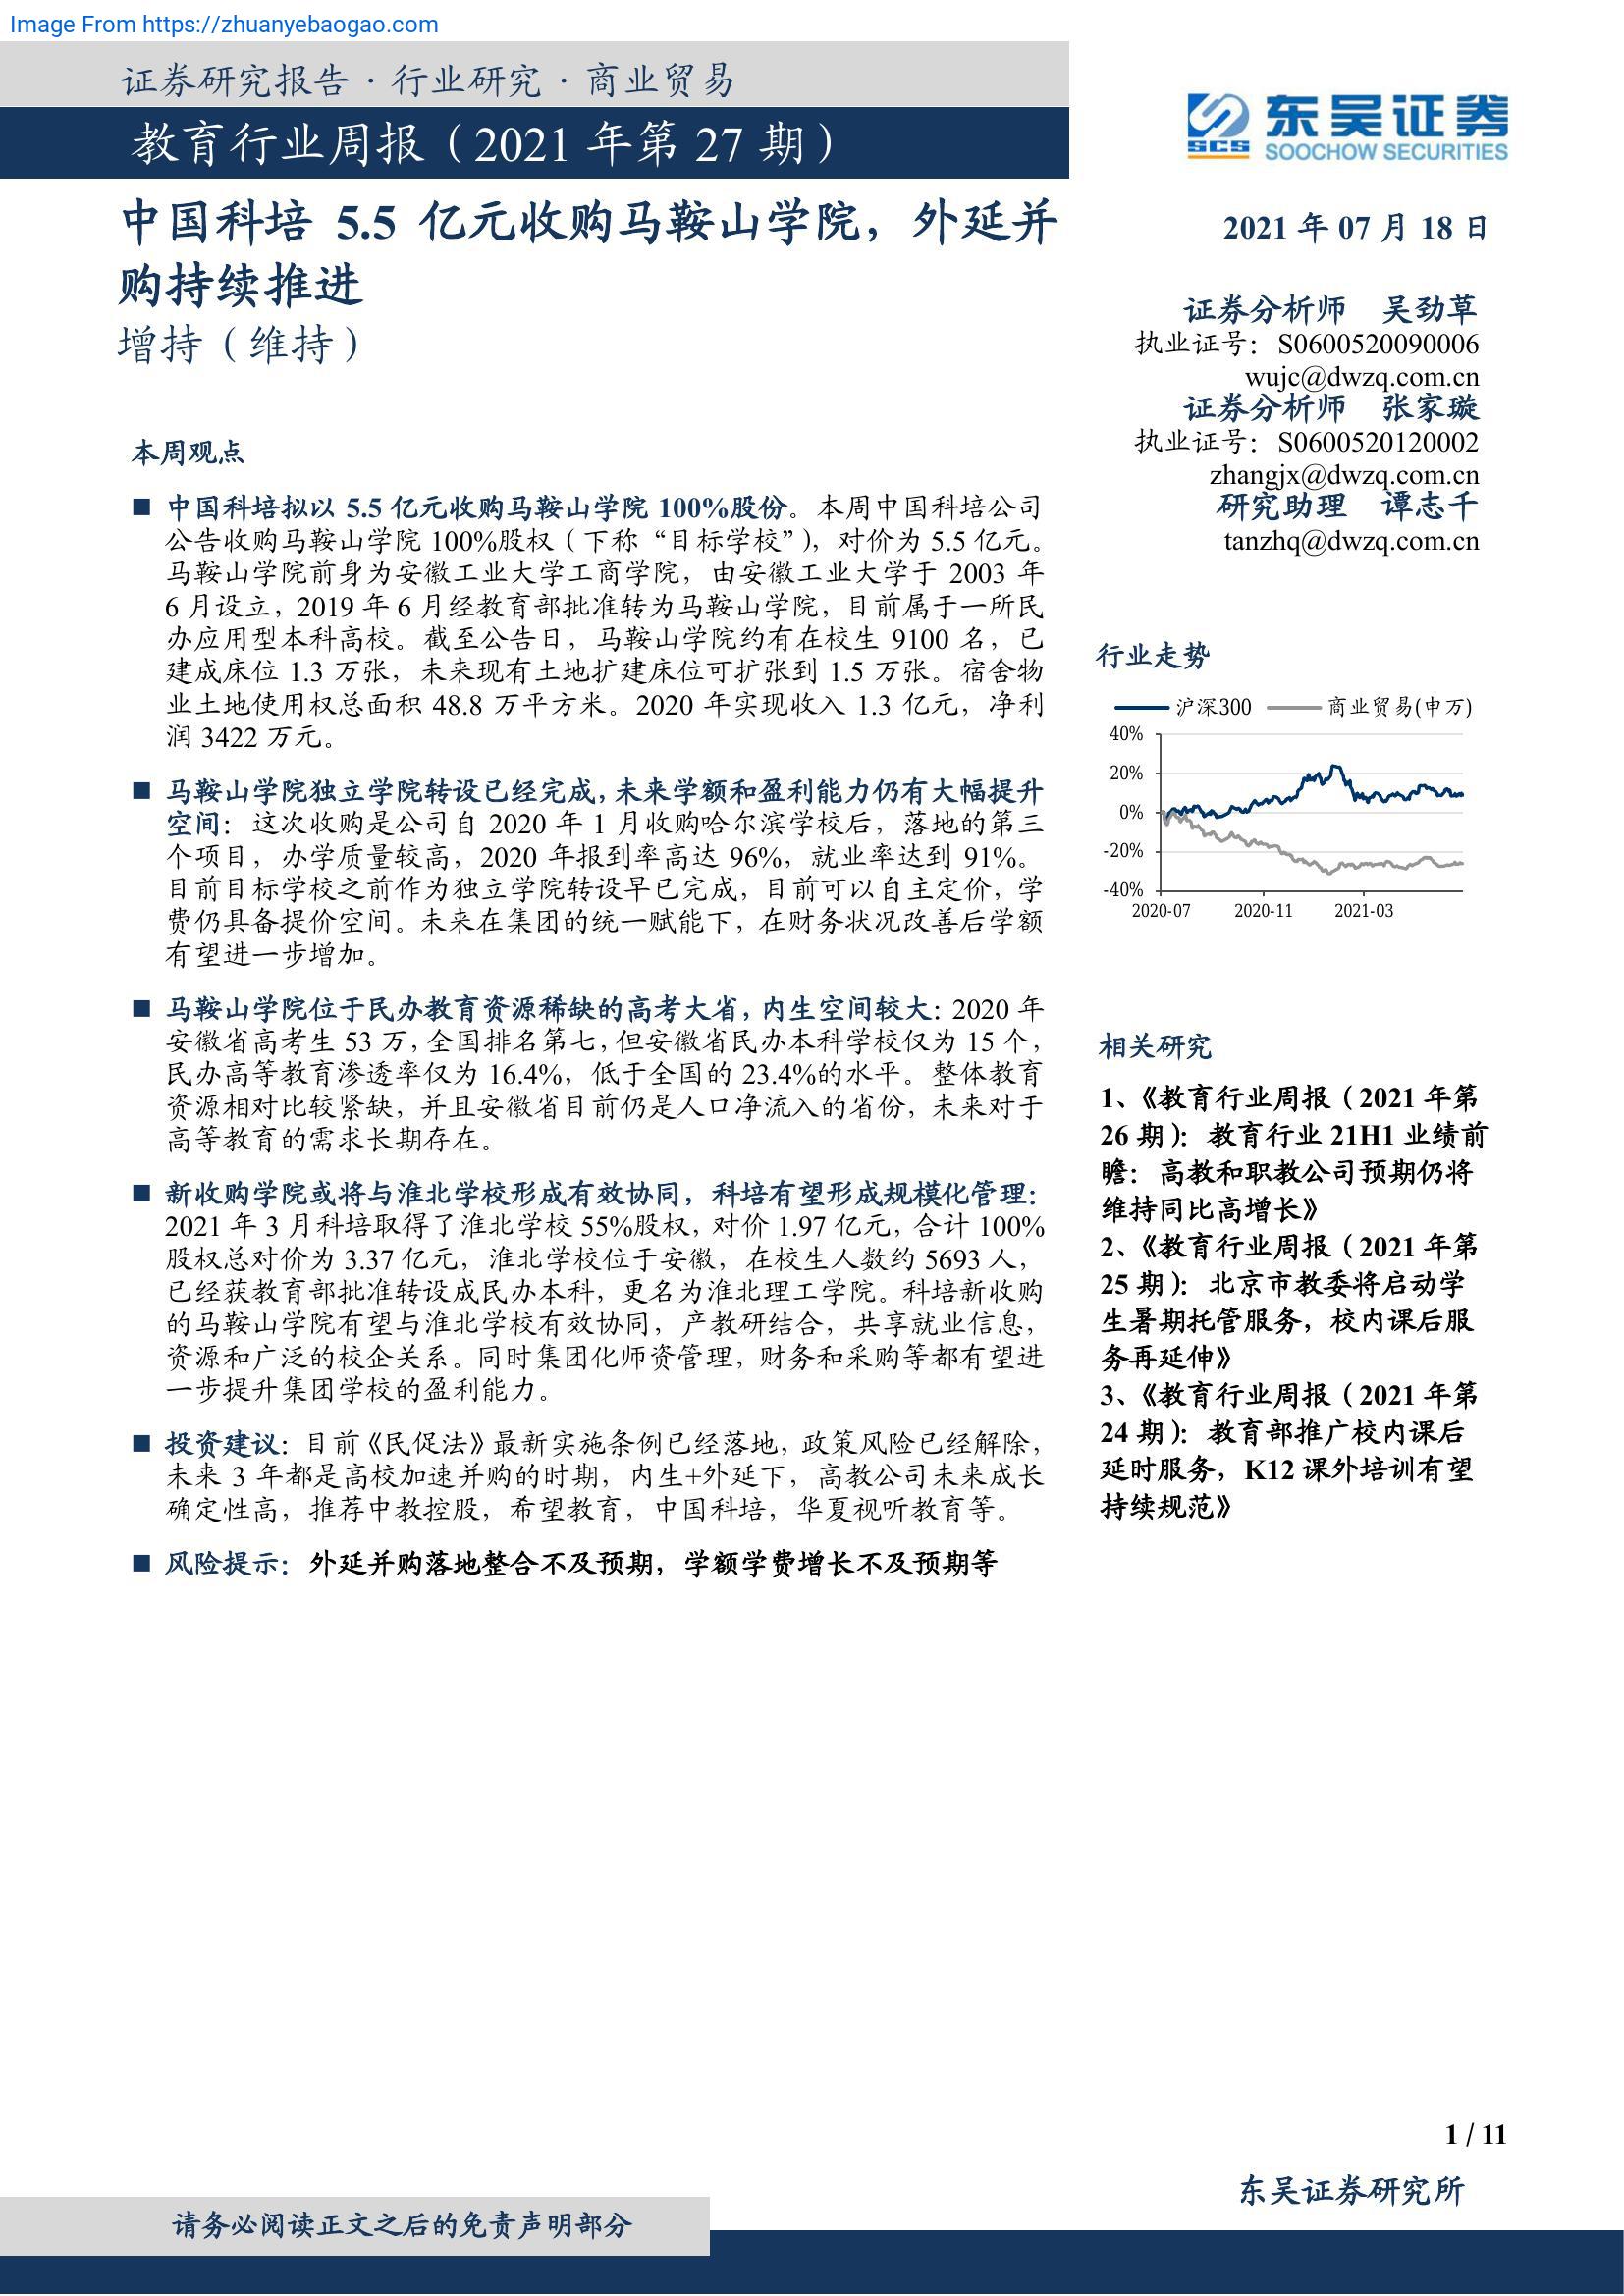 Image From https://zhuanyebaogao.com
证券研究报告·行业研究·商业贸易
教育行业周报（2021 年第 27 期）
东吴证券
SCS
SOOCHOW SECURITIES
中国科培 5.5 亿元收购马鞍山学院，外延并
购持续推进
增持（维持）
2021 年 07 月 18 日
证券分析师 吴劲草
执业证号：S0600520090006
wujc@dwzq.com.cn
证券分析师 张家璇
执业证号：S0600520120002
zhangjx@dwzq.com.cn
研究助理 谭志千
tanzhq@dwzq.com.cn
本周观点
■ 中国科培拟以 5.5 亿元收购马鞍山学院 100%股份。本周中国科培公司
公告收购马鞍山学院 100%股权（下称“目标学校”），对价为 5.5 亿元。
马鞍山学院前身为安徽工业大学工商学院，由安徽工业大学于 2003 年
6 月设立，2019 年 6 月经教育部批准转为马鞍山学院，目前属于一所民
办应用型本科高校。截至公告日，马鞍山学院约有在校生 9100 名，已
建成床位 1.3 万张，未来现有土地扩建床位可扩张到 1.5 万张。宿舍物
业土地使用权总面积 48.8 万平方米。2020 年实现收入 1.3 亿元，净利
润 3422 万元。
■ 马鞍山学院独立学院转设已经完成，未来学额和盈利能力仍有大幅提升
空间：这次收购是公司自 2020 年 1 月收购哈尔滨学校后，落地的第三
个项目，办学质量较高，2020 年报到率高达 96%，就业率达到 91%。
目前目标学校之前作为独立学院转设早已完成，目前可以自主定价，学
费仍具备提价空间。未来在集团的统一赋能下，在财务状况改善后学额
有望进一步增加。
■ 马鞍山学院位于民办教育资源稀缺的高考大省，内生空间较大：2020 年
安徽省高考生 53 万，全国排名第七，但安徽省民办本科学校仅为 15 个，
民办高等教育渗透率仅为 16.4%，低于全国的 23.4%的水平。整体教育
资源相对比较紧缺，并且安徽省目前仍是人口净流入的省份，未来对于
高等教育的需求长期存在。
■ 新收购学院或将与淮北学校形成有效协同，科培有望形成规模化管理：
2021 年 3 月科培取得了淮北学校 55%股权，对价 1.97 亿元，合计 100%
股权总对价为 3.37 亿元，淮北学校位于安徽，在校生人数约 5693 人，
已经获教育部批准转设成民办本科，更名为淮北理工学院。科培新收购
的马鞍山学院有望与淮北学校有效协同，产教研结合，共享就业信息，
资源和广泛的校企关系。同时集团化师资管理，财务和采购等都有望进
一步提升集团学校的盈利能力。
■ 投资建议：目前《民促法》最新实施条例已经落地，政策风险已经解除，
未来 3 年都是高校加速并购的时期，内生+外延下，高教公司未来成长
确定性高，推荐中教控股，希望教育，中国科培，华夏视听教育等。
■ 风险提示：外延并购落地整合不及预期，学额学费增长不及预期等
行业走势
沪深300 商业贸易(申万)
40%
20%
0%
-20%
-40%
2020-07 2020-11 2021-03
相关研究
1、《教育行业周报（2021 年第
26 期）：教育行业 21H1 业绩前
瞻：高教和职教公司预期仍将
维持同比高增长》
2、《教育行业周报（2021 年第
25 期）：北京市教委将启动学
生暑期托管服务，校内课后服
务再延伸》
3、《教育行业周报（2021 年第
24 期）：教育部推广校内课后
延时服务，K12 课外培训有望
持续规范》
1 / 11
东吴证券研究所
请务必阅读正文之后的免责声明部分